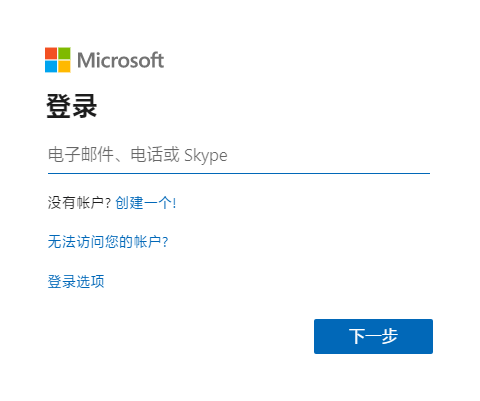 Microsoft
登录
电子邮件、电话或 Skype
没有帐户? 创建一个!
无法访问您的帐户?
登录选项
下一步